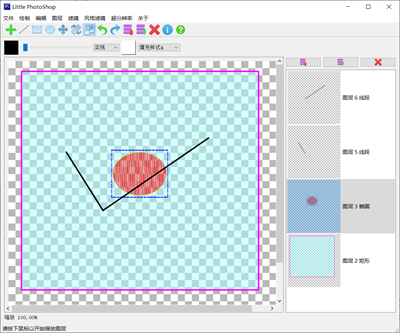 Little PhotoShop
文件 绘制 编辑 图层 滤镜 风格滤镜 超分辨率 关于
实线 填充样式4
图层 6 线段
图层 5 线段
图层 3 椭圆
图层 2 矩形
缩放 100.00%
请按下鼠标以开始缩放图层